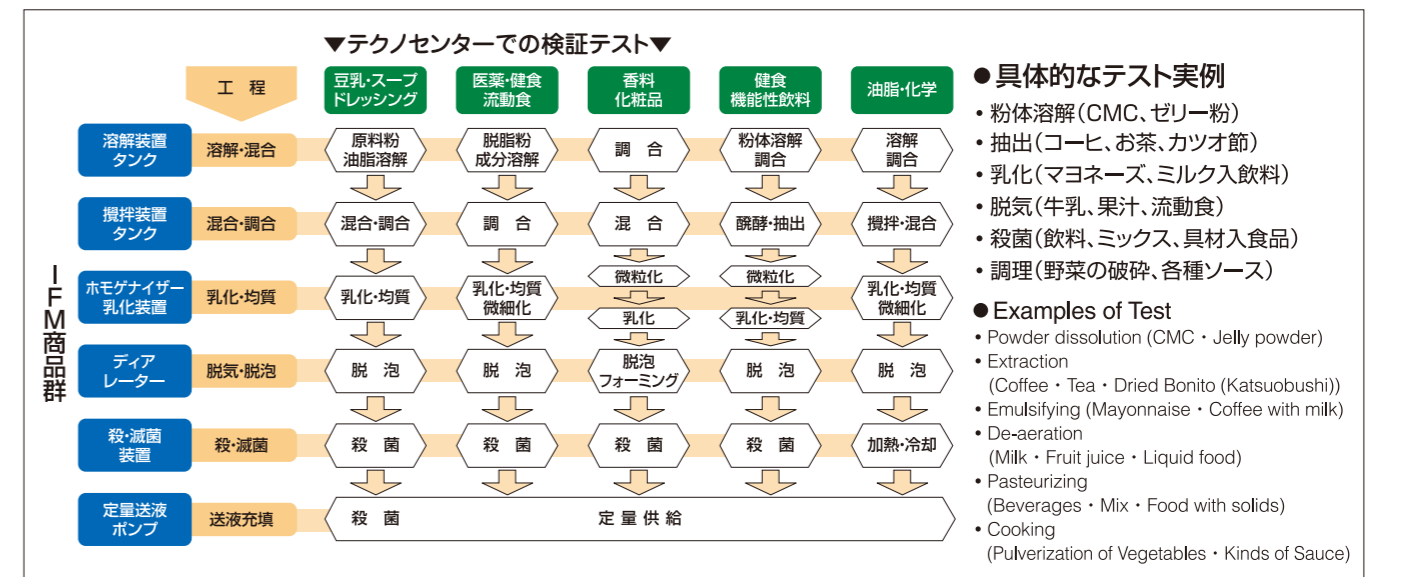 ▼テクノセンターでの検証テスト▼
工 程
豆乳・スープ
ドレッシング
医薬・健食
流動食
香料
化粧品
健食
機能性飲料
油脂・化学
IFM商品群
溶解装置
タンク
溶解・混合
原料粉
油脂溶解
脱脂粉
成分溶解
調 合
粉体溶解
調合
溶解
調合
攪拌装置
タンク
混合・調合
混合・調合
調 合
混 合
醗酵・抽出
攪拌・混合
ホモゲナイザー
乳化装置
乳化・均質
乳化・均質
乳化・均質
微細化
微粒化
乳化
微粒化
乳化・均質
乳化・均質
微細化
ディア
レーター
脱気・脱泡
脱 泡
脱 泡
脱泡
フォーミング
脱 泡
脱 泡
殺・滅菌
装置
殺・滅菌
殺 菌
殺 菌
殺 菌
殺 菌
加熱・冷却
定量送液
ポンプ
送液充填
殺 菌
定 量 供 給
●具体的なテスト実例
• 粉体溶解（CMC、ゼリー粉）
• 抽出（コーヒ、お茶、カツオ節）
• 乳化（マヨネーズ、ミルク入飲料）
• 脱気（牛乳、果汁、流動食）
• 殺菌（飲料、ミックス、具材入食品）
• 調理（野菜の破砕、各種ソース）
●Examples of Test
• Powder dissolution (CMC・Jelly powder)
• Extraction
(Coffee・Tea・Dried Bonito (Katsuobushi))
• Emulsifying (Mayonnaise・Coffee with milk)
• De-aeration
(Milk・Fruit juice・Liquid food)
• Pasteurizing
(Beverages・Mix・Food with solids)
• Cooking
(Pulverization of Vegetables・Kinds of Sauce)